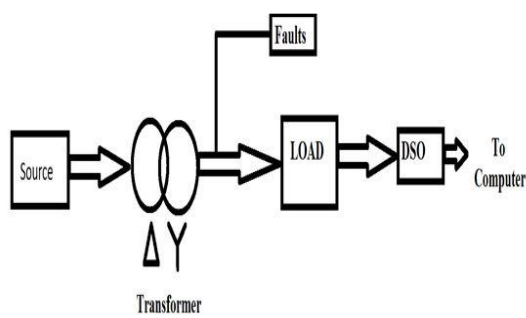 Faults
Source
LOAD
DSO
To
Computer
Transformer